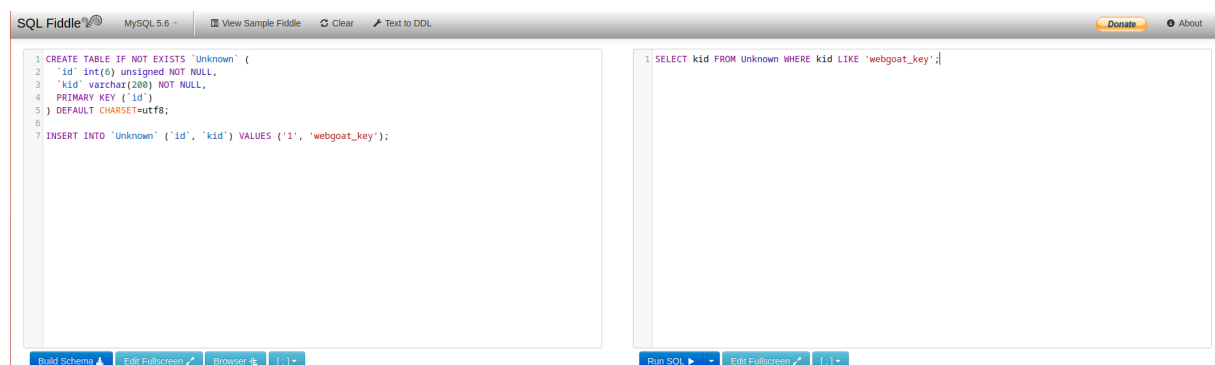 SQL Fiddle MySQL 5.6 View Sample Fiddle Clear Text to DDL Donate About
1 CREATE TABLE IF NOT EXISTS `Unknown` (
2 `id` int(6) unsigned NOT NULL,
3 `kid` varchar(200) NOT NULL,
4 PRIMARY KEY (`id`)
5 ) DEFAULT CHARSET=utf8;
6
7 INSERT INTO `Unknown` (`id`, `kid`) VALUES ('1', 'webgoat_key');
Build Schema Edit Fullscreen Browser [ ; ]
1 SELECT kid FROM Unknown WHERE kid LIKE 'webgoat_key';
Run SQL Edit Fullscreen [ ; ]